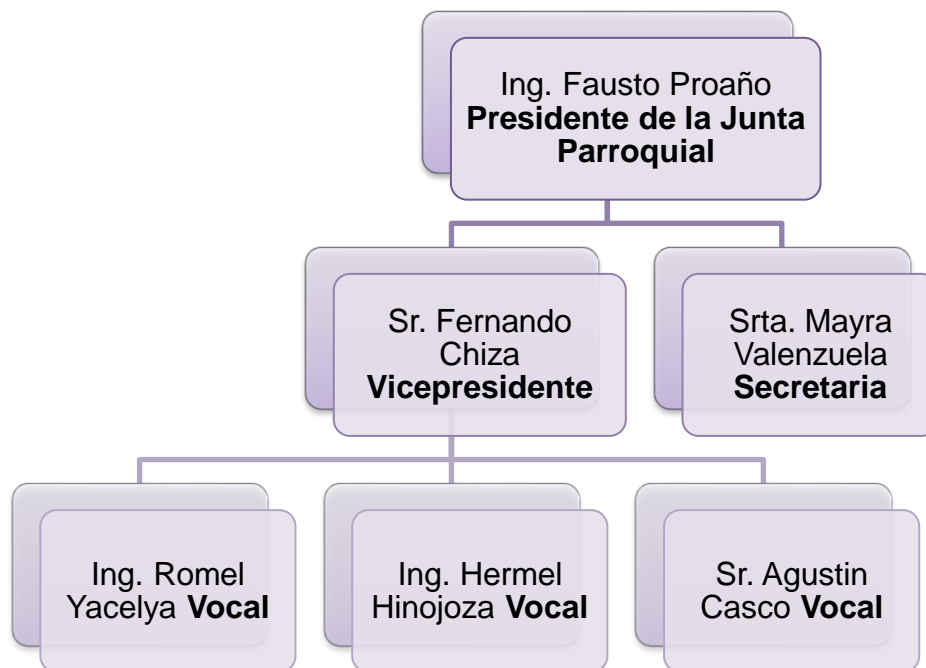 Ing. Fausto Proaño
Presidente de la Junta
Parroquial
Sr. Fernando
Chiza
Vicepresidente
Srta. Mayra
Valenzuela
Secretaria
Ing. Romel
Yacelya Vocal
Ing. Hermel
Hinojoza Vocal
Sr. Agustin
Casco Vocal